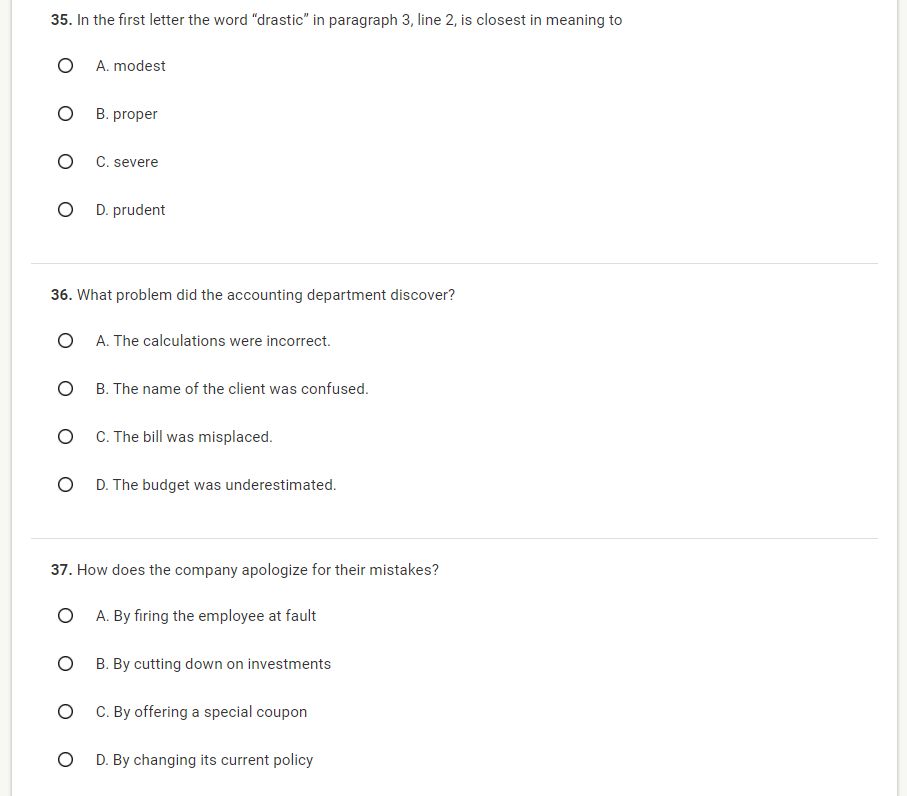 35. In the first letter the word “drastic” in paragraph 3, line 2, is closest in meaning to
A. modest
B. proper
C. severe
D. prudent
36. What problem did the accounting department discover?
A. The calculations were incorrect.
B. The name of the client was confused.
C. The bill was misplaced.
D. The budget was underestimated.
37. How does the company apologize for their mistakes?
A. By firing the employee at fault
B. By cutting down on investments
C. By offering a special coupon
D. By changing its current policy